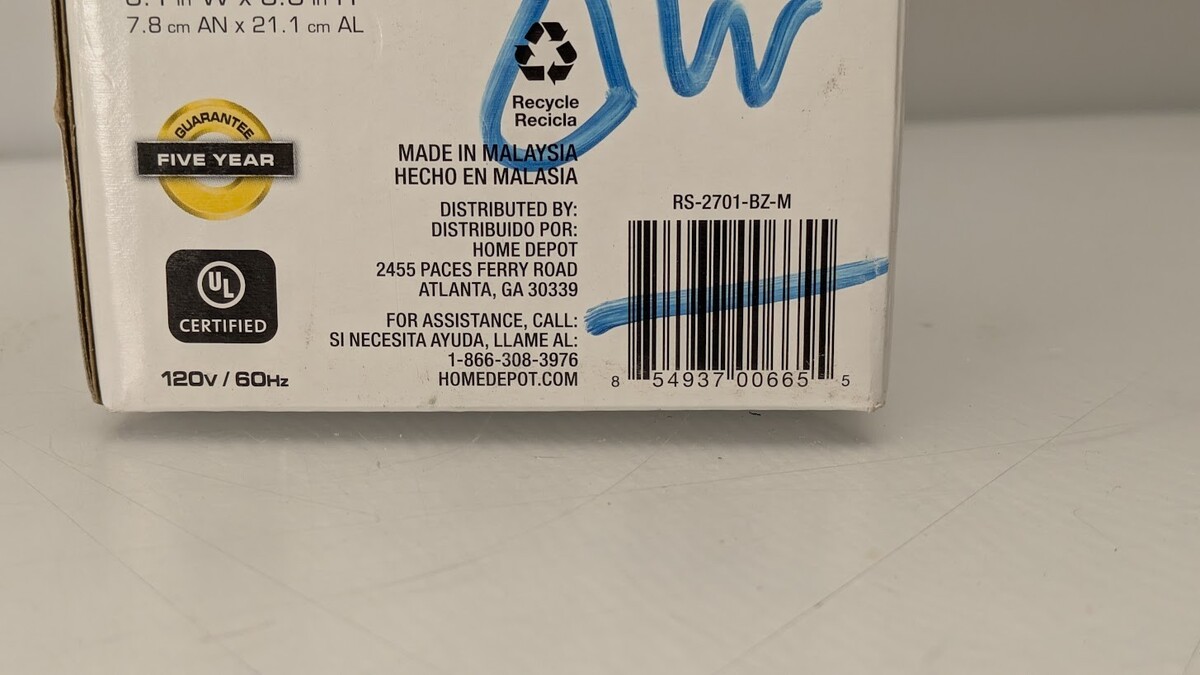 7.8 cm AN x 21.1 cm AL
W
Recycle
Recicla
GUARANTEE
FIVE YEAR
MADE IN MALAYSIA
HECHO EN MALASIA
DISTRIBUTED BY:
DISTRIBUIDO POR:
HOME DEPOT
2455 PACES FERRY ROAD
ATLANTA, GA 30339
UL
CERTIFIED
FOR ASSISTANCE, CALL:
SI NECESITA AYUDA, LLAME AL:
1-866-308-3976
HOMEDEPOT.COM
120V / 60Hz
RS-2701-BZ-M
8 54937 00665 5